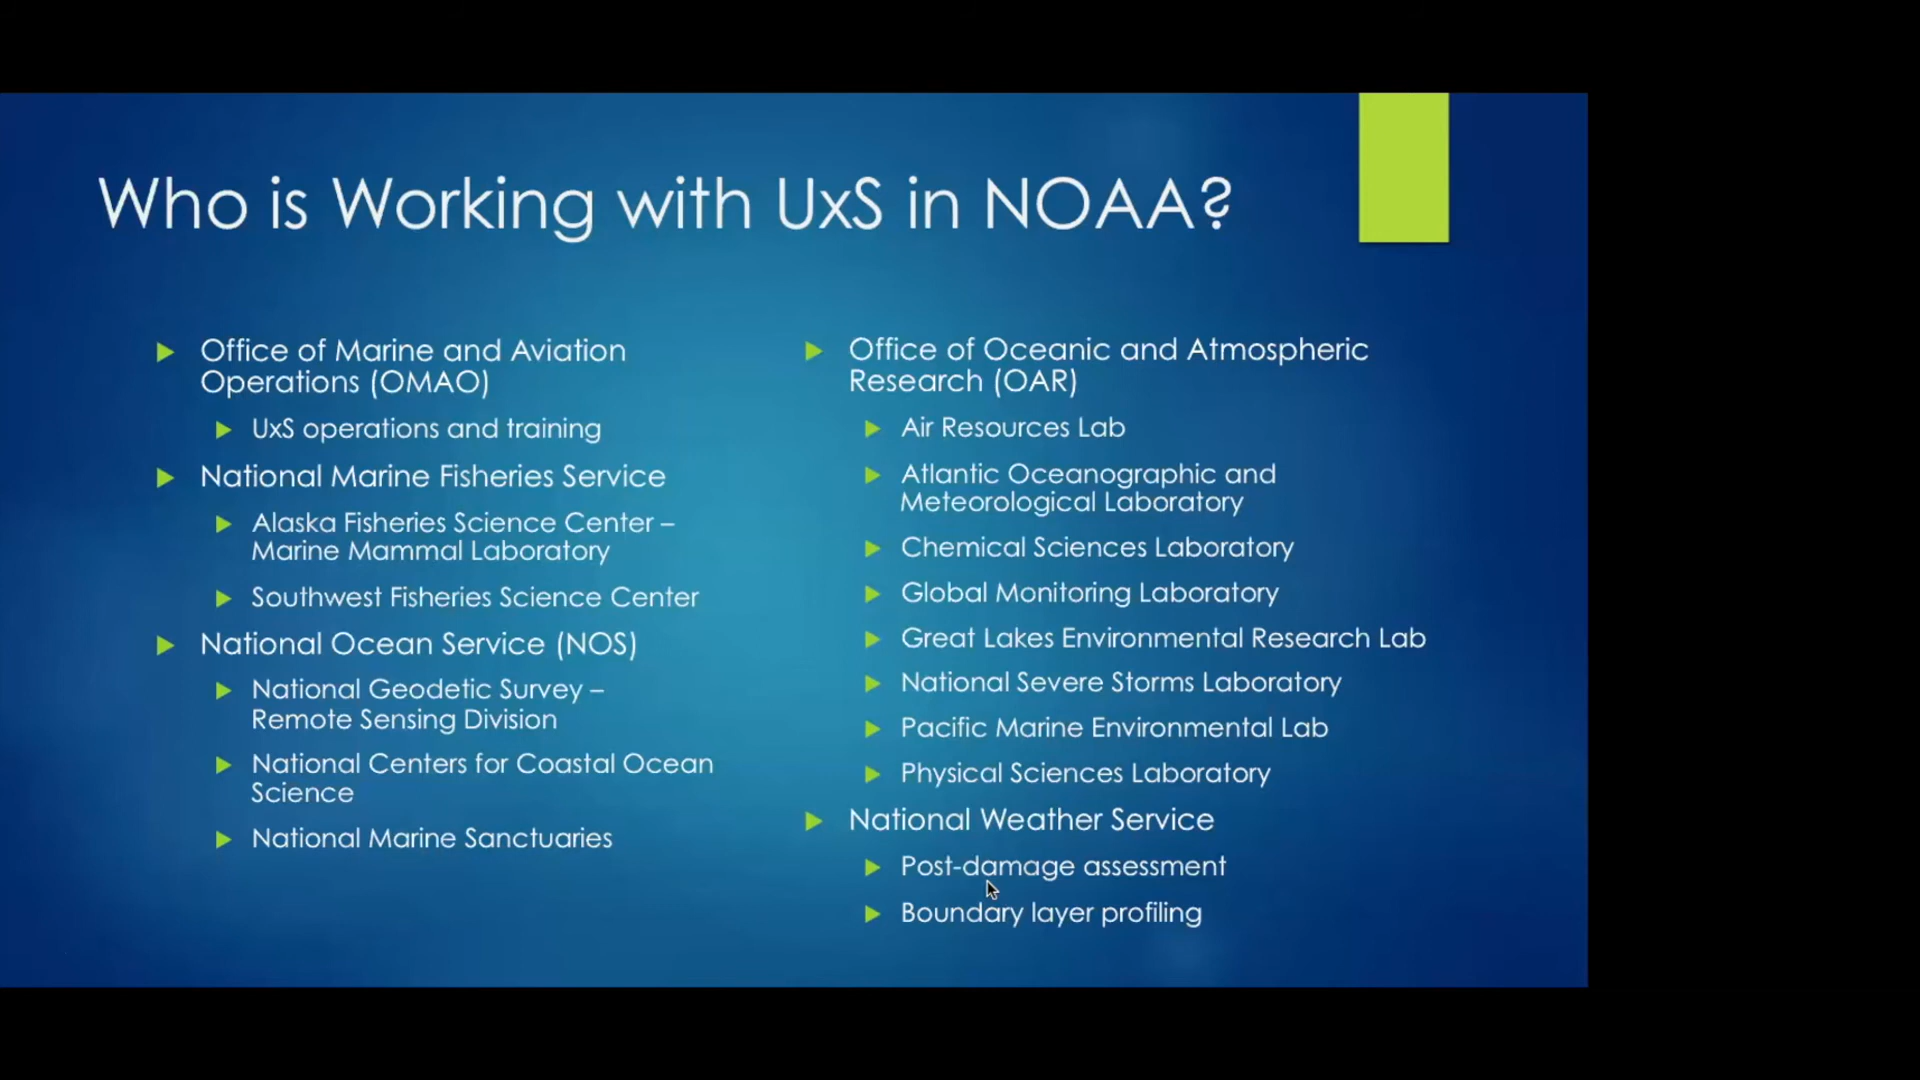 Who is Working with UxS in NOAA?
Office of Marine and Aviation
Operations (OMAO)
UxS operations and training
National Marine Fisheries Service
Alaska Fisheries Science Center –
Marine Mammal Laboratory
Southwest Fisheries Science Center
National Ocean Service (NOS)
National Geodetic Survey –
Remote Sensing Division
National Centers for Coastal Ocean
Science
National Marine Sanctuaries
Office of Oceanic and Atmospheric
Research (OAR)
Air Resources Lab
Atlantic Oceanographic and
Meteorological Laboratory
Chemical Sciences Laboratory
Global Monitoring Laboratory
Great Lakes Environmental Research Lab
National Severe Storms Laboratory
Pacific Marine Environmental Lab
Physical Sciences Laboratory
National Weather Service
Post-damage assessment
Boundary layer profiling